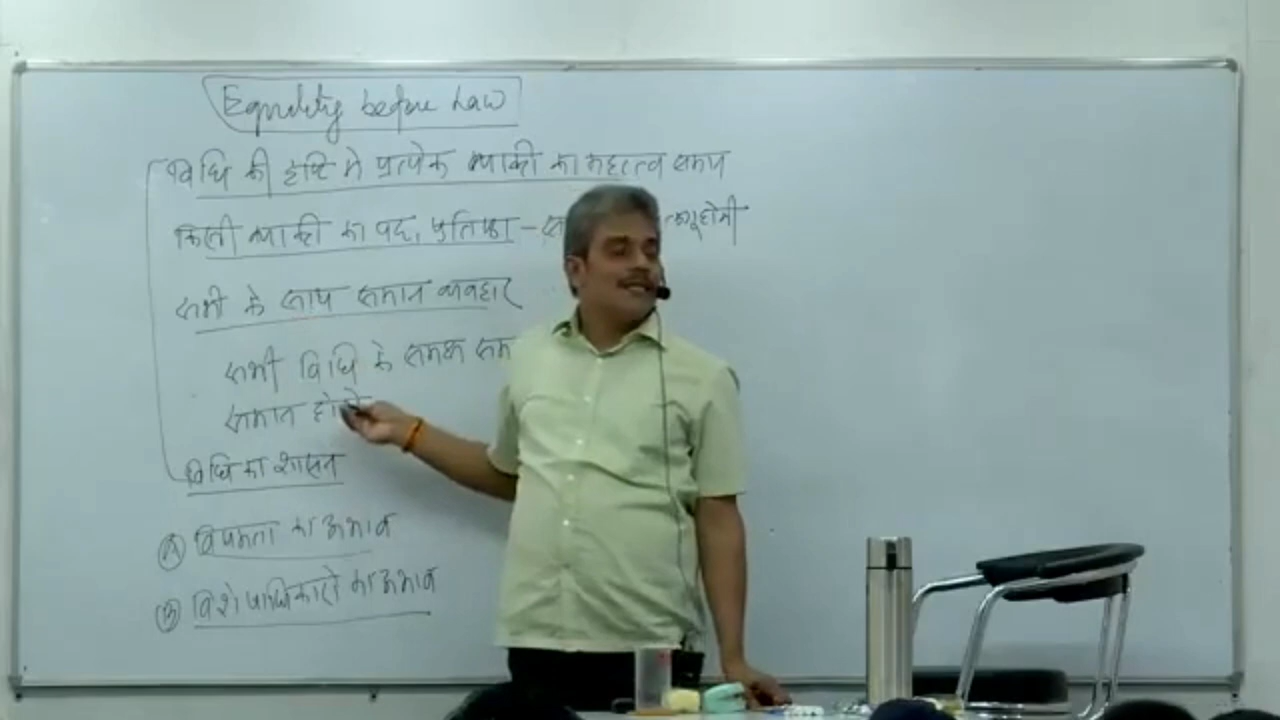 Equality before Law
विधि की दृष्टि में प्रत्येक व्यक्ति का महत्त्व समान
किसी व्यक्ति का पद, प्रतिष्ठा - लागू होगी
सभी के साथ समान व्यवहार
सभी विधि के समक्ष
समान होंगे
विधि का शासन
(A) विषमता का अभाव
(B) विशेषाधिकारों का अभाव